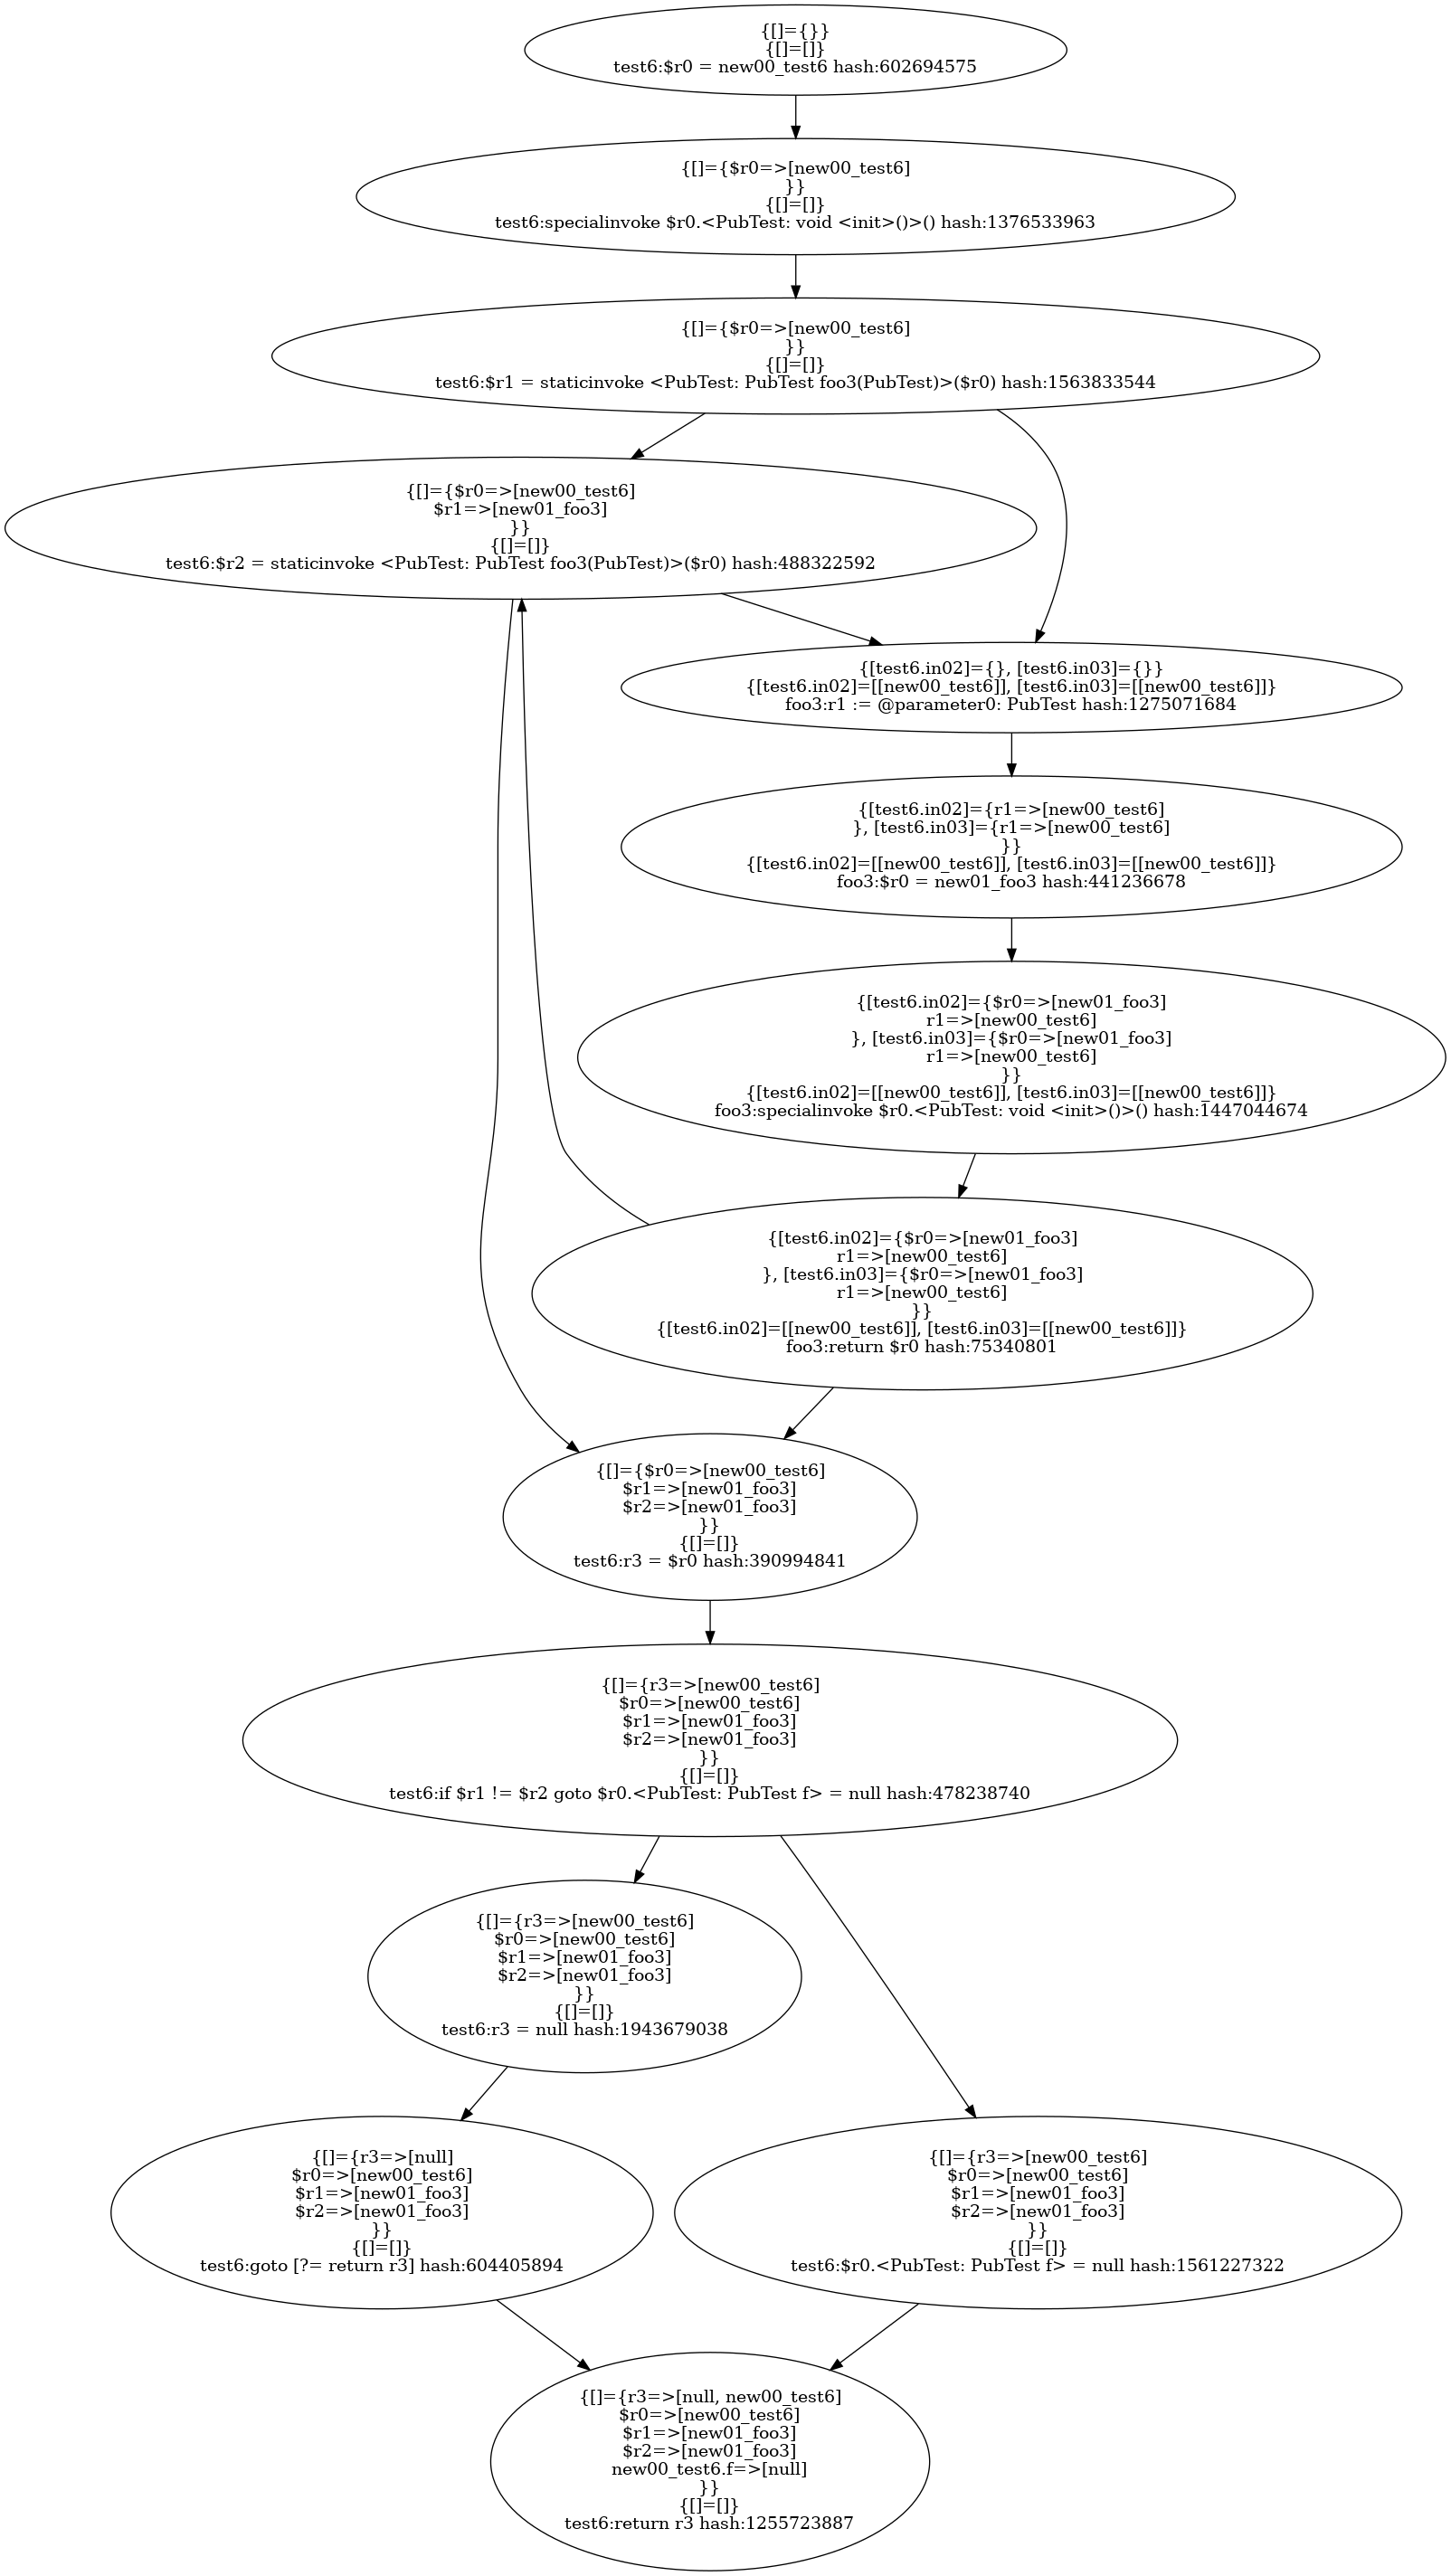 {[]={}}
{[]=[]}
test6:$r0 = new00_test6 hash:602694575
{[]={$r0=>[new00_test6]
}}
{[]=[]}
test6:specialinvoke $r0.<PubTest: void <init>()>() hash:1376533963
{[]={$r0=>[new00_test6]
}}
{[]=[]}
test6:$r1 = staticinvoke <PubTest: PubTest foo3(PubTest)>($r0) hash:1563833544
{[]={$r0=>[new00_test6]
$r1=>[new01_foo3]
}}
{[]=[]}
test6:$r2 = staticinvoke <PubTest: PubTest foo3(PubTest)>($r0) hash:488322592
{[test6.in02]={}, [test6.in03]={}}
{[test6.in02]=[[new00_test6]], [test6.in03]=[[new00_test6]]}
foo3:r1 := @parameter0: PubTest hash:1275071684
{[test6.in02]={r1=>[new00_test6]
}, [test6.in03]={r1=>[new00_test6]
}}
{[test6.in02]=[[new00_test6]], [test6.in03]=[[new00_test6]]}
foo3:$r0 = new01_foo3 hash:441236678
{[test6.in02]={$r0=>[new01_foo3]
r1=>[new00_test6]
}, [test6.in03]={$r0=>[new01_foo3]
r1=>[new00_test6]
}}
{[test6.in02]=[[new00_test6]], [test6.in03]=[[new00_test6]]}
foo3:specialinvoke $r0.<PubTest: void <init>()>() hash:1447044674
{[test6.in02]={$r0=>[new01_foo3]
r1=>[new00_test6]
}, [test6.in03]={$r0=>[new01_foo3]
r1=>[new00_test6]
}}
{[test6.in02]=[[new00_test6]], [test6.in03]=[[new00_test6]]}
foo3:return $r0 hash:75340801
{[]={$r0=>[new00_test6]
$r1=>[new01_foo3]
$r2=>[new01_foo3]
}}
{[]=[]}
test6:r3 = $r0 hash:390994841
{[]={r3=>[new00_test6]
$r0=>[new00_test6]
$r1=>[new01_foo3]
$r2=>[new01_foo3]
}}
{[]=[]}
test6:if $r1 != $r2 goto $r0.<PubTest: PubTest f> = null hash:478238740
{[]={r3=>[new00_test6]
$r0=>[new00_test6]
$r1=>[new01_foo3]
$r2=>[new01_foo3]
}}
{[]=[]}
test6:r3 = null hash:1943679038
{[]={r3=>[null]
$r0=>[new00_test6]
$r1=>[new01_foo3]
$r2=>[new01_foo3]
}}
{[]=[]}
test6:goto [?= return r3] hash:604405894
{[]={r3=>[new00_test6]
$r0=>[new00_test6]
$r1=>[new01_foo3]
$r2=>[new01_foo3]
}}
{[]=[]}
test6:$r0.<PubTest: PubTest f> = null hash:1561227322
{[]={r3=>[null, new00_test6]
$r0=>[new00_test6]
$r1=>[new01_foo3]
$r2=>[new01_foo3]
new00_test6.f=>[null]
}}
{[]=[]}
test6:return r3 hash:1255723887